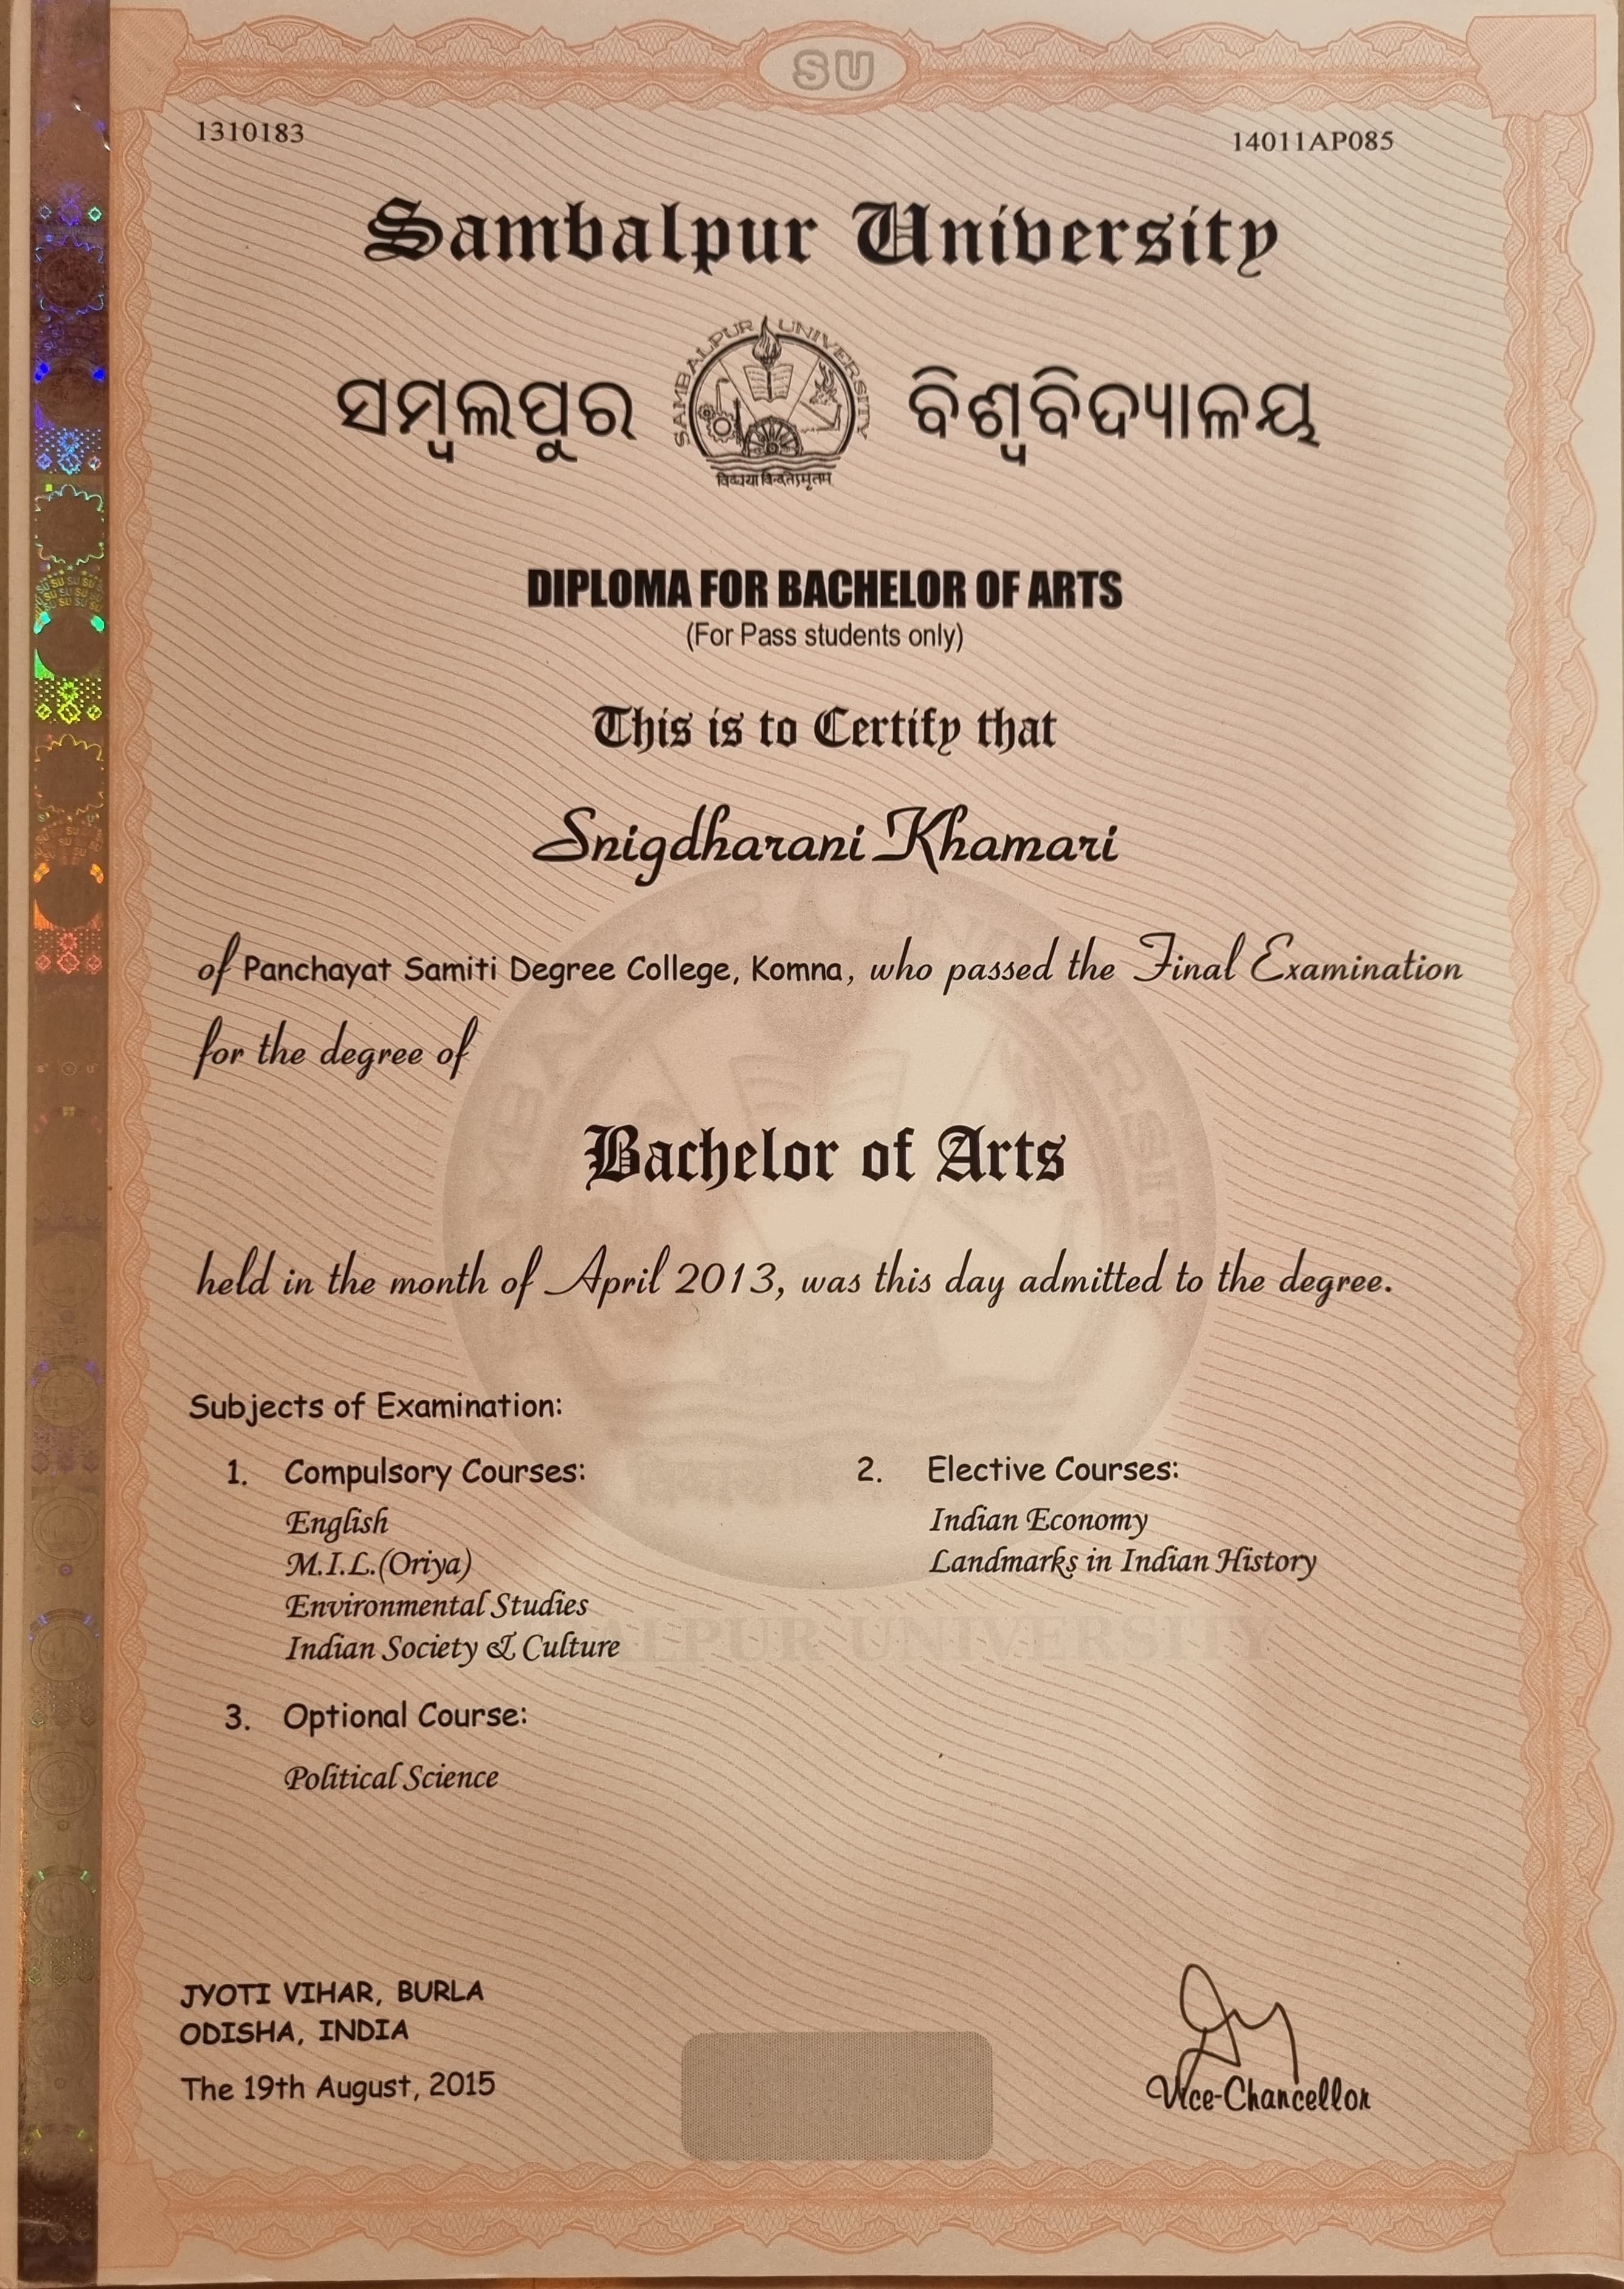 SU
1310183
14011AP085
Sambalpur University
ସମ୍ବଲପୁର
SAMBALPUR UNIVERSITY
ବିଶ୍ୱବିଦ୍ୟାଳୟ
DIPLOMA FOR BACHELOR OF ARTS
(For Pass students only)
This is to Certify that
Snigdharani Khamari
of Panchayat Samiti Degree College, Komna, who passed the Final Examination
for the degree of
Bachelor of Arts
held in the month of April 2013, was this day admitted to the degree.
Subjects of Examination:
1. Compulsory Courses:
English
M.I.L.(Oriya)
Environmental Studies
Indian Society & Culture
2. Elective Courses:
Indian Economy
Landmarks in Indian History
3. Optional Course:
Political Science
JYOTI VIHAR, BURLA
ODISHA, INDIA
The 19th August, 2015
Vice-Chancellor